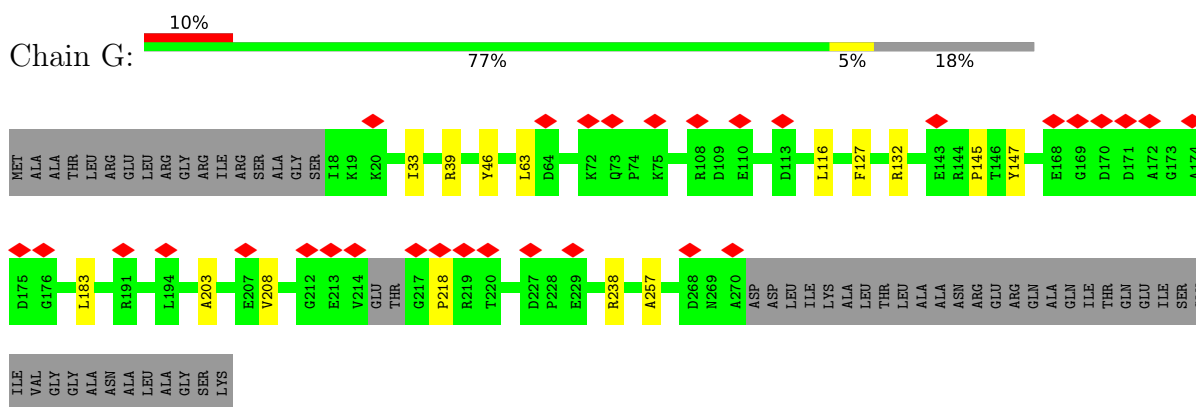 10%
Chain G:
77% 5% 18%
MET ALA ALA THR LEU ARG GLU LEU ARG GLY ARG ILE ARG SER ALA GLY SER I18 K19 K20 I33 R39 Y46 L63 D64 K72 Q73 P74 K75 R108 D109 E110 D113 L116 F127 R132 E143 R144 P145 T146 Y147 E168 G169 D170 D171 A172 G173 A174
D175 G176 L183 R191 L194 A203 E207 V208 G212 E213 V214 GLU THR G217 P218 R219 T220 D227 P228 E229 R238 A257 D268 N269 A270 ASP ASP LEU ILE LYS ALA LEU THR LEU ALA ALA ASN ARG GLU ARG GLN ALA GLN ILE THR GLN GLU ILE SER
ILE VAL GLY GLY ALA ASN ALA LEU ALA GLY SER LYS